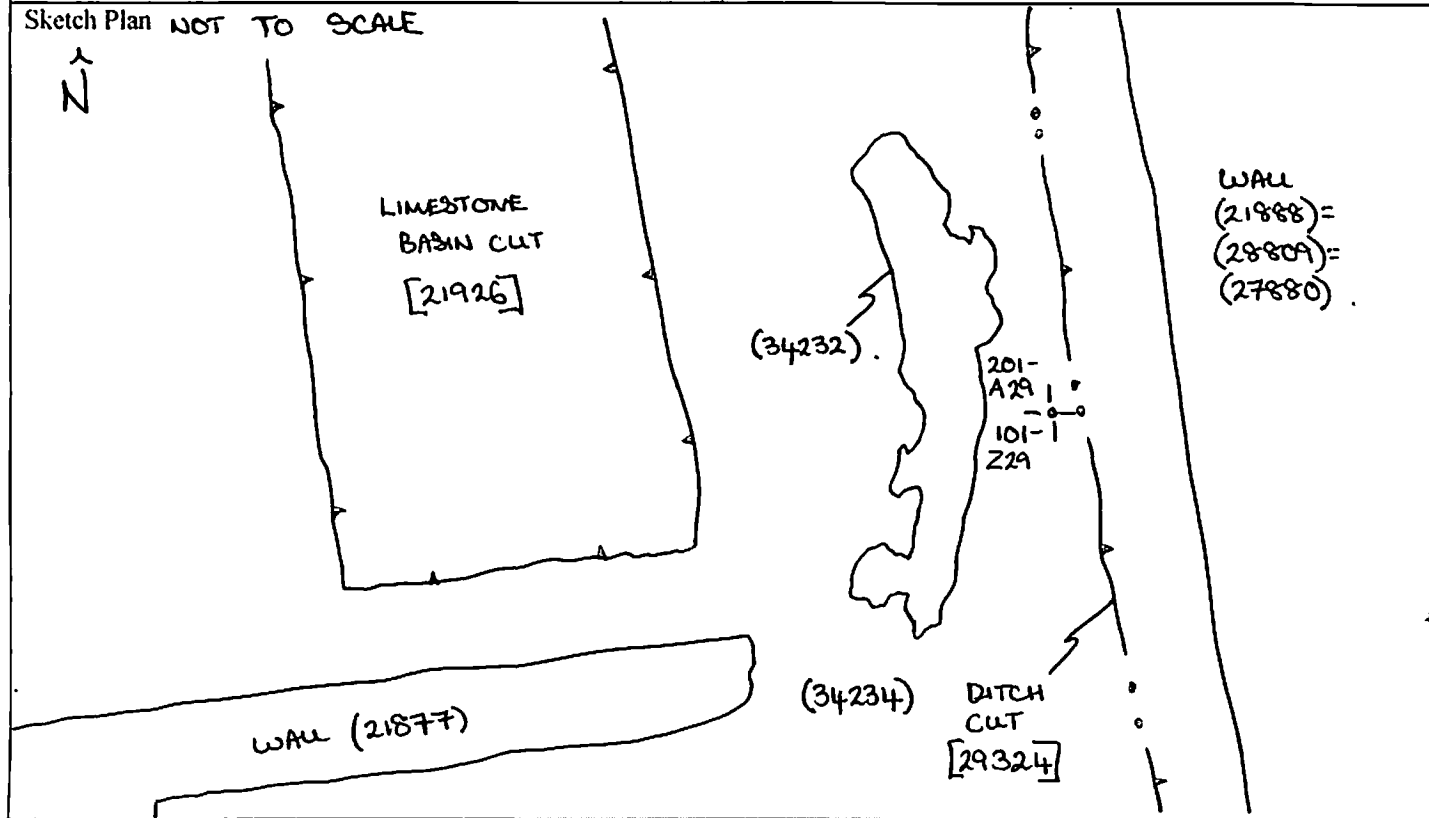 Sketch Plan NOT TO SCALE
N
LIMESTONE
BASIN CUT
[21926]
(34232).
201-
A29
101-
Z29
WALL
(21888)=
(28809)=
(27880).
WALL (21877)
(34234)
DITCH
CUT
[29324]